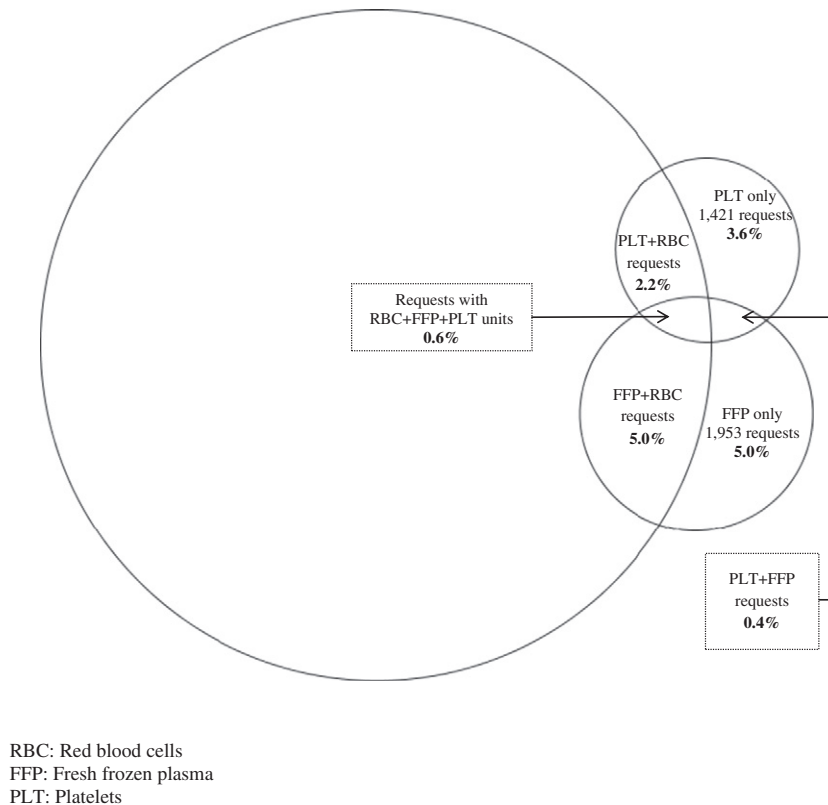 PLT only
1,421 requests
3.6%
PLT+RBC
requests
2.2%
Requests with
RBC+FFP+PLT units
0.6%
FFP+RBC
requests
5.0%
FFP only
1,953 requests
5.0%
PLT+FFP
requests
0.4%
RBC: Red blood cells
FFP: Fresh frozen plasma
PLT: Platelets